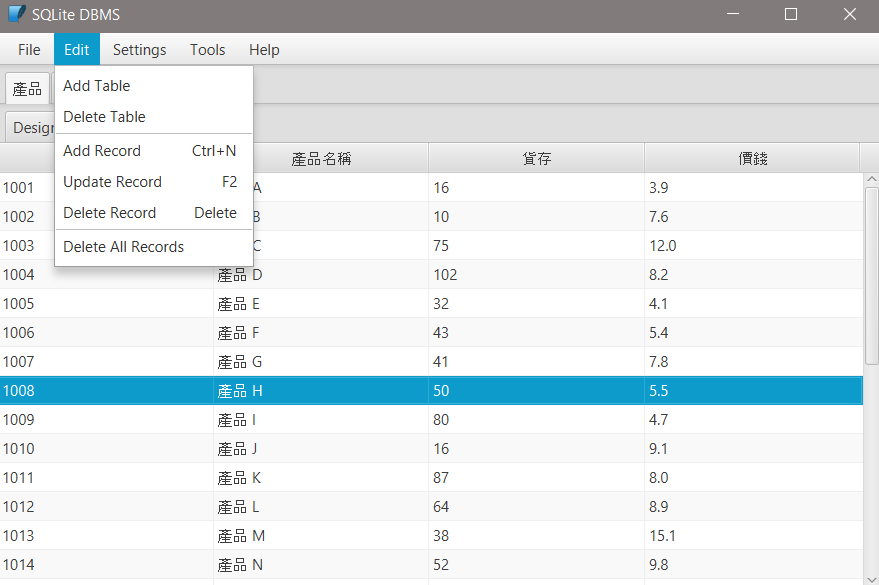 SQLite DBMS
File Edit Settings Tools Help
產品
Add Table
Delete Table
Design
Add Record Ctrl+N
Update Record F2
Delete Record Delete
Delete All Records
產品名稱 貨存 價錢
1001 A 16 3.9
1002 B 10 7.6
1003 C 75 12.0
1004 產品 D 102 8.2
1005 產品 E 32 4.1
1006 產品 F 43 5.4
1007 產品 G 41 7.8
1008 產品 H 50 5.5
1009 產品 I 80 4.7
1010 產品 J 16 9.1
1011 產品 K 87 8.0
1012 產品 L 64 8.9
1013 產品 M 38 15.1
1014 產品 N 52 9.8